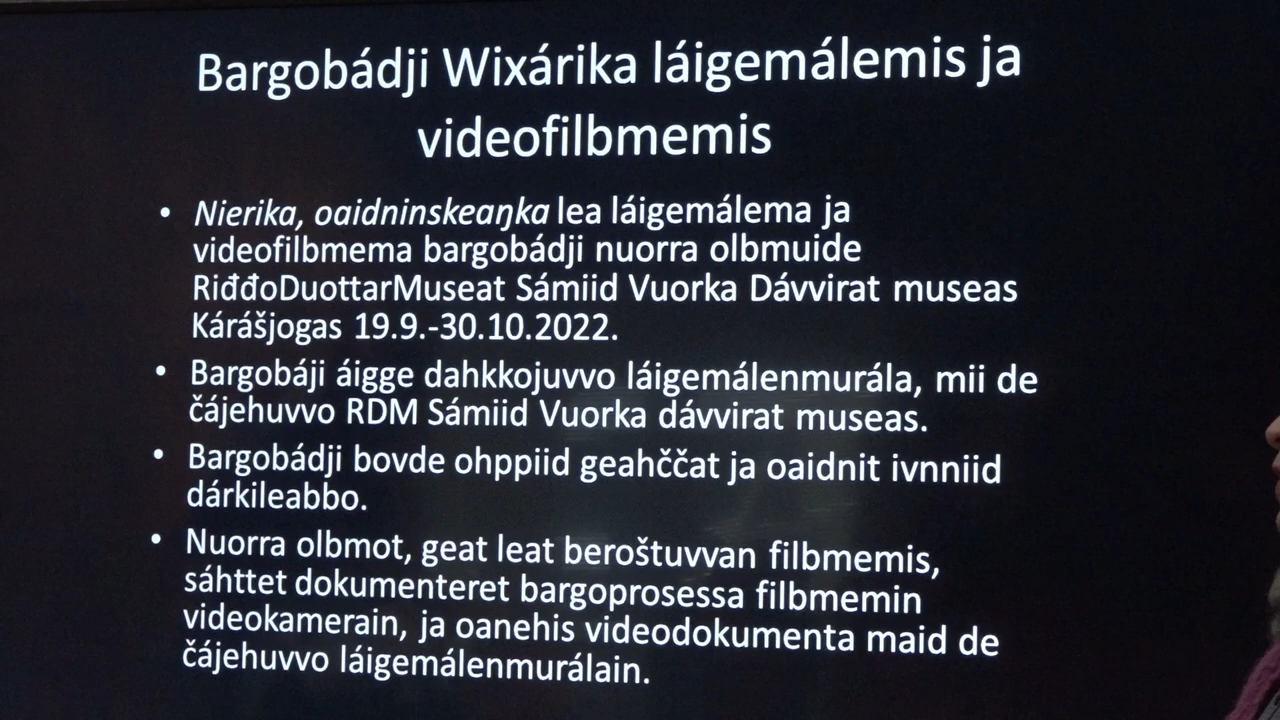 Bargobádji Wixárika láigemálemis ja
videofilbmemis
• Nierika, oaidninskeaŋka lea láigemálema ja
videofilbmema bargobádji nuorra olbmuide
RiđđoDuottarMuseat Sámiid Vuorka Dávvirat museas
Kárášjogas 19.9.-30.10.2022.
• Bargobáji áigge dahkkojuvvo láigemálenmurála, mii de
čájehuvvo RDM Sámiid Vuorka dávvirat museas.
• Bargobádji bovde ohppiid geahččat ja oaidnit ivnniid
dárkileabbo.
• Nuorra olbmot, geat leat beroštuvvan filbmemis,
sáhttet dokumenteret bargoprosessa filbmemin
videokamerain, ja oanehis videodokumenta maid de
čájehuvvo láigemálenmurálain.